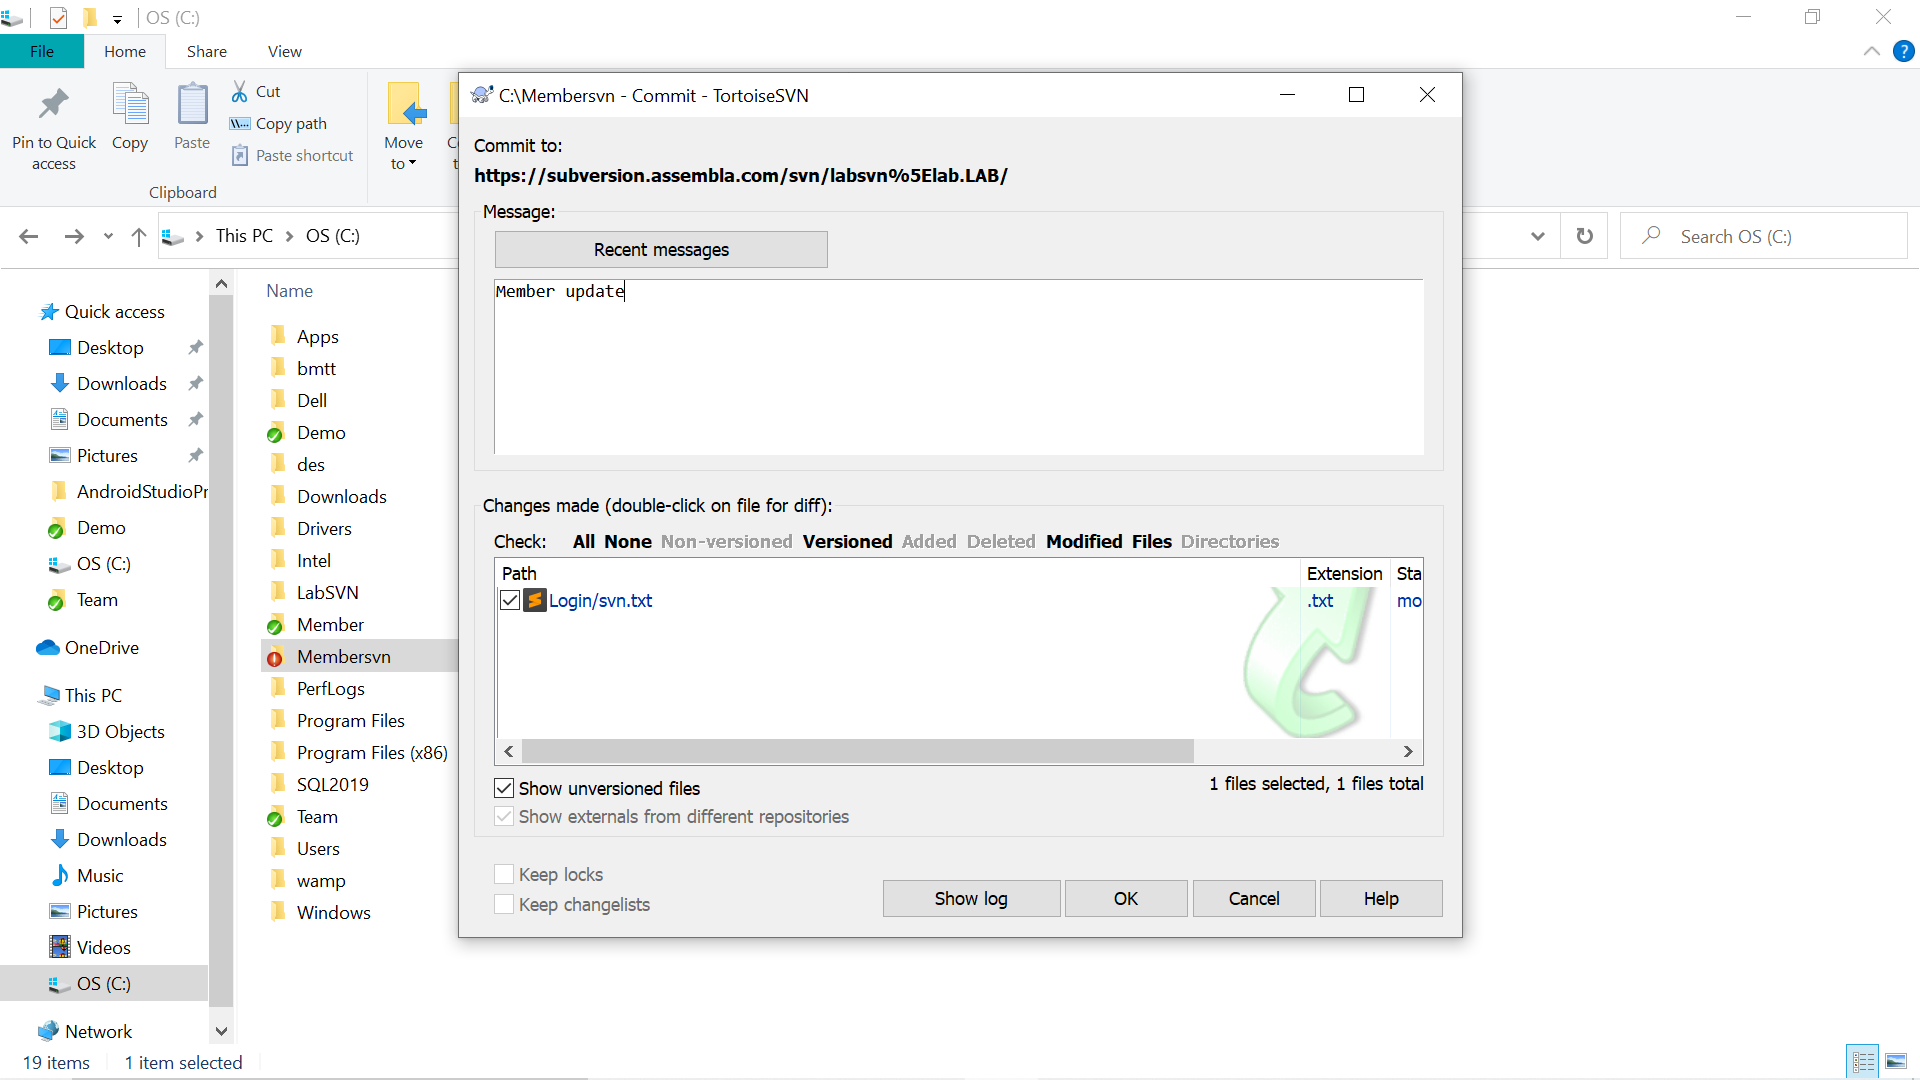 OS (C:)
File
Home
Share
View
?
Pin to Quick access
Copy
Paste
Cut
Copy path
Paste shortcut
Move to
Clipboard
This PC
OS (C:)
Search OS (C:)
Quick access
Desktop
Downloads
Documents
Pictures
AndroidStudioPr
Demo
OS (C:)
Team
OneDrive
This PC
3D Objects
Desktop
Documents
Downloads
Music
Pictures
Videos
OS (C:)
Network
Name
Apps
bmtt
Dell
Demo
des
Downloads
Drivers
Intel
LabSVN
Member
Membersvn
PerfLogs
Program Files
Program Files (x86)
SQL2019
Team
Users
wamp
Windows
C:\Membersvn - Commit - TortoiseSVN
Commit to:
https://subversion.assembla.com/svn/labsvn%5Elab.LAB/
Message:
Recent messages
Member update
Changes made (double-click on file for diff):
Check: All None Non-versioned Versioned Added Deleted Modified Files Directories
Path Extension Sta
Login/svn.txt .txt mo
Show unversioned files
1 files selected, 1 files total
Show externals from different repositories
Keep locks
Keep changelists
Show log
OK
Cancel
Help
19 items
1 item selected